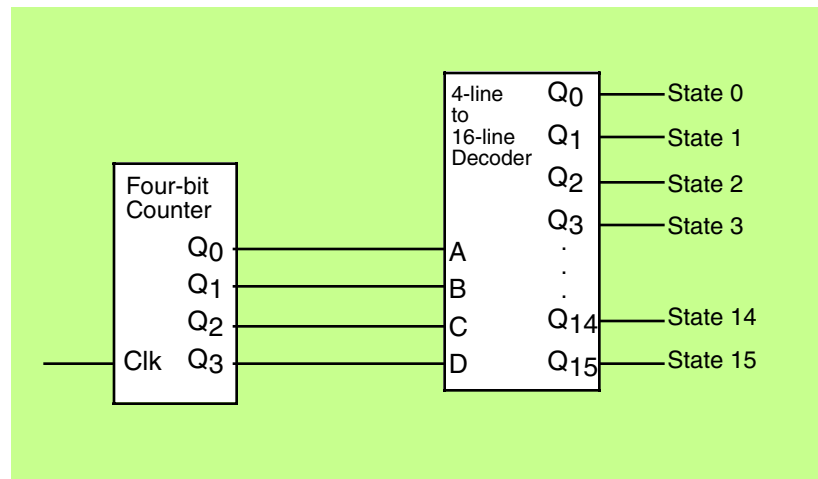 Four-bit
Counter
Q0
Q1
Q2
Clk Q3
4-line
to
16-line
Decoder
A
B
C
D
Q0
Q1
Q2
Q3
.
.
.
Q14
Q15
State 0
State 1
State 2
State 3
State 14
State 15